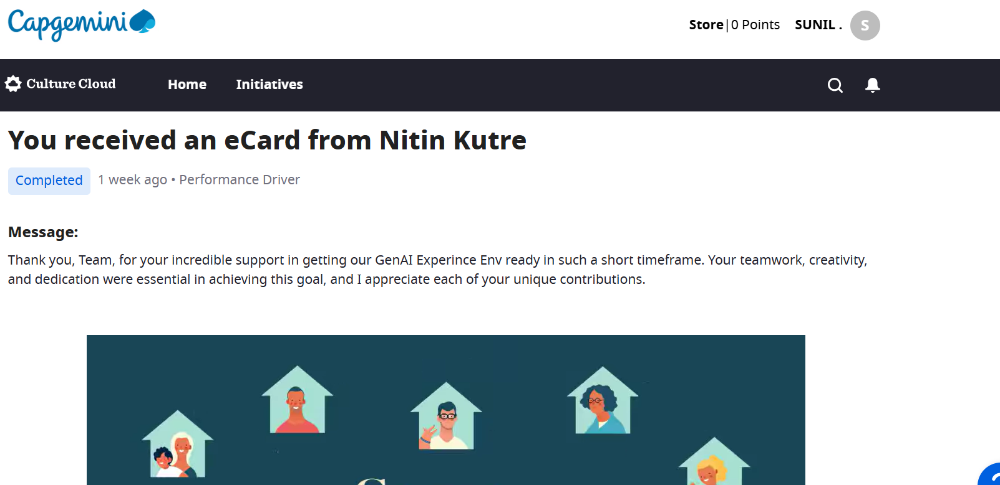 Capgemini
Store|0 Points SUNIL . S
Culture Cloud Home Initiatives
You received an eCard from Nitin Kutre
Completed 1 week ago • Performance Driver
Message:
Thank you, Team, for your incredible support in getting our GenAI Experince Env ready in such a short timeframe. Your teamwork, creativity,
and dedication were essential in achieving this goal, and I appreciate each of your unique contributions.